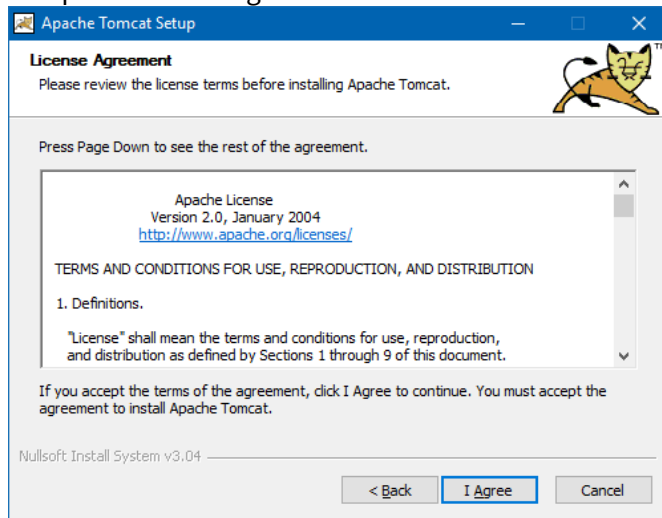 Apache Tomcat Setup
License Agreement
Please review the license terms before installing Apache Tomcat.
TM
Press Page Down to see the rest of the agreement.
Apache License
Version 2.0, January 2004
http://www.apache.org/licenses/
TERMS AND CONDITIONS FOR USE, REPRODUCTION, AND DISTRIBUTION
1. Definitions.
"License" shall mean the terms and conditions for use, reproduction,
and distribution as defined by Sections 1 through 9 of this document.
If you accept the terms of the agreement, click I Agree to continue. You must accept the
agreement to install Apache Tomcat.
Nullsoft Install System v3.04
< Back I Agree Cancel